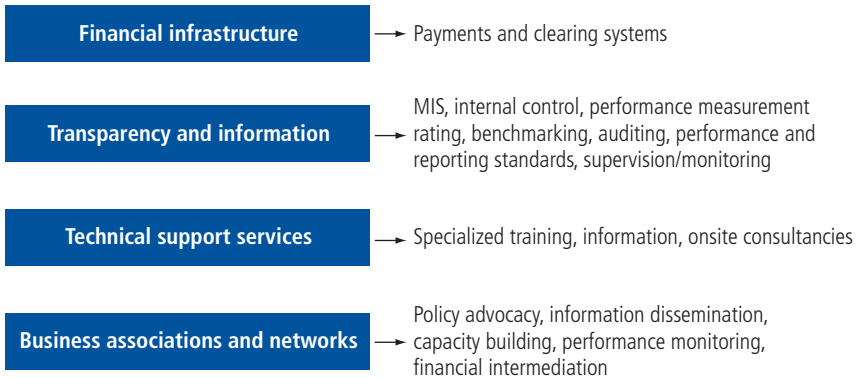 Financial infrastructure
Payments and clearing systems
Transparency and information
MIS, internal control, performance measurement
rating, benchmarking, auditing, performance and
reporting standards, supervision/monitoring
Technical support services
Specialized training, information, onsite consultancies
Business associations and networks
Policy advocacy, information dissemination,
capacity building, performance monitoring,
financial intermediation